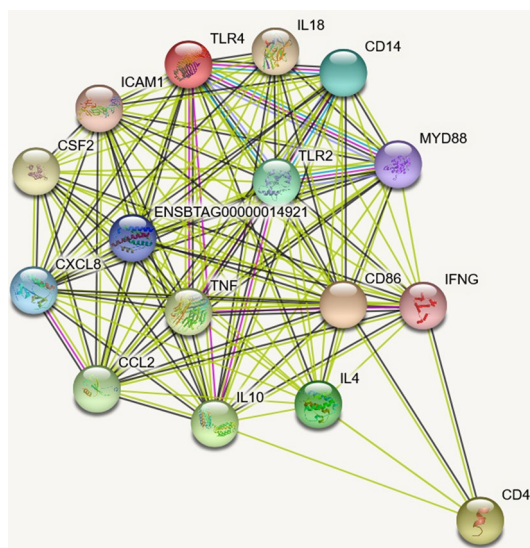 TLR4
IL18
CD14
ICAM1
CSF2
TLR2
MYD88
ENSBTAG00000014921
CXCL8
TNF
CD86
IFNG
CCL2
IL10
IL4
CD4